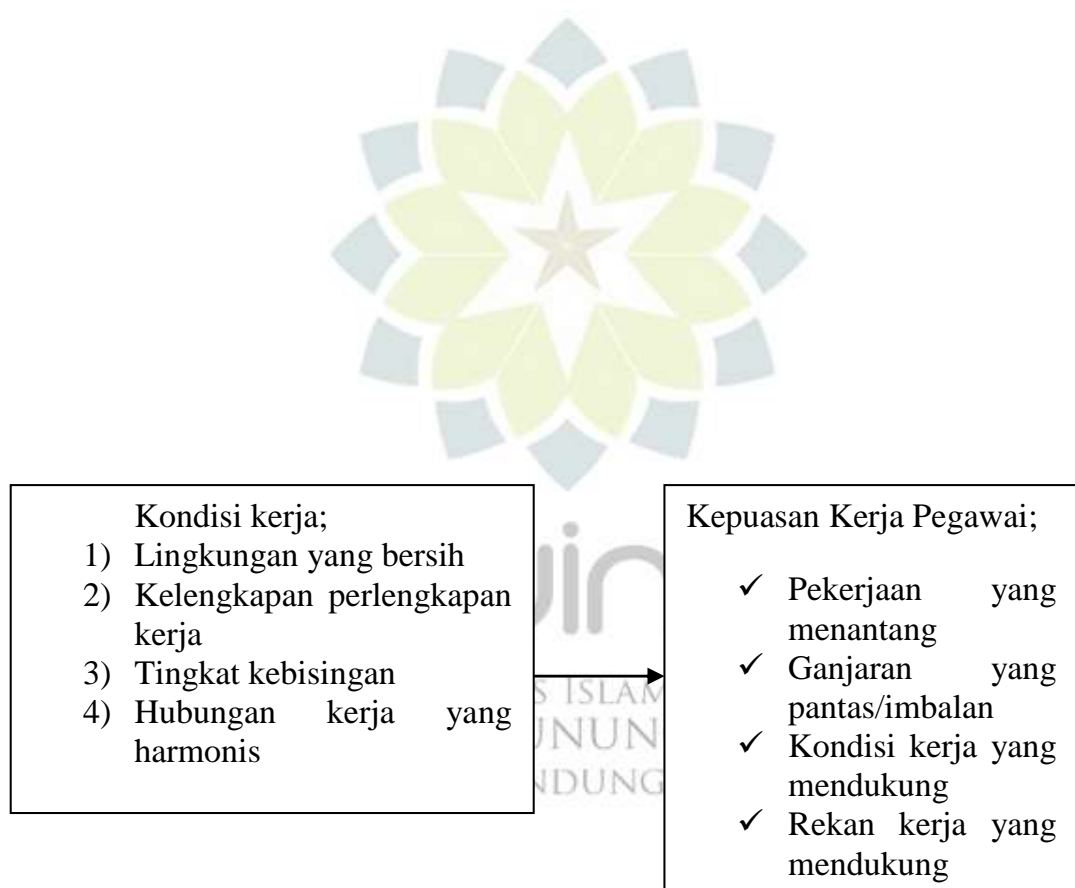 Kondisi kerja;
1) Lingkungan yang bersih
2) Kelengkapan perlengkapan
kerja
3) Tingkat kebisingan
4) Hubungan kerja yang
harmonis
Kepuasan Kerja Pegawai;
✓ Pekerjaan yang
menantang
✓ Ganjaran yang
pantas/imbalan
✓ Kondisi kerja yang
mendukung
✓ Rekan kerja yang
mendukung
S ISLAM